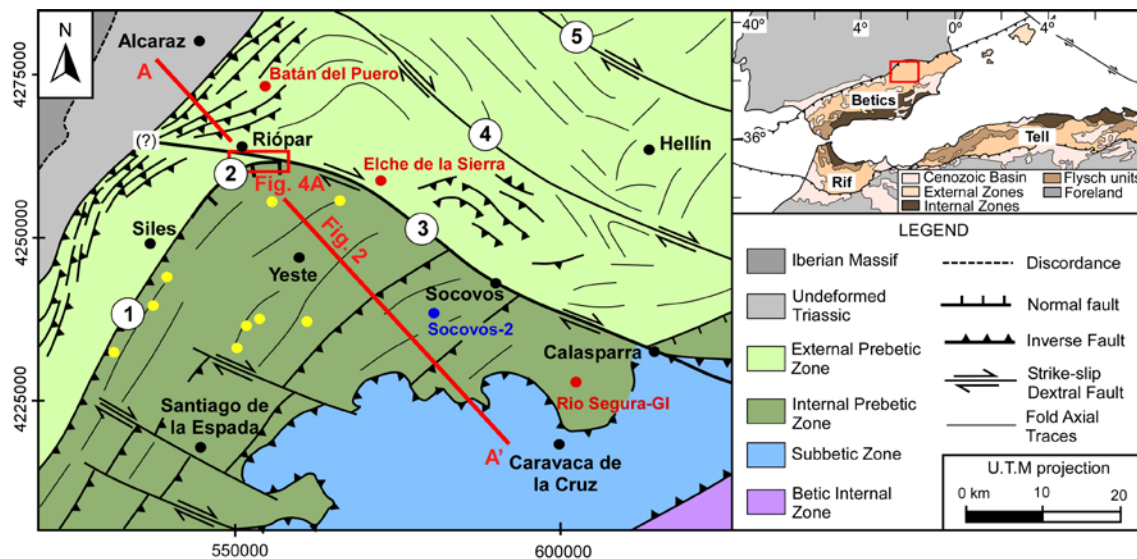 N
Alcaraz
A
Batán del Puero
(?)
Riópar
2
Fig. 4A
Elche de la Sierra
Siles
Fig. 2
3
4
5
Hellín
Yeste
1
Socovos
Socovos-2
Calasparra
Rio Segura-GI
Santiago de
la Espada
A'
Caravaca de
la Cruz
4275000
4250000
4225000
550000
600000
40°
4°
0°
4°
36°
Betics
Tell
Rif
Cenozoic Basin
External Zones
Internal Zones
Flysch units
Foreland
LEGEND
Iberian Massif
Undeformed
Triassic
External Prebetic
Zone
Internal Prebetic
Zone
Subbetic Zone
Betic Internal
Zone
Discordance
Normal fault
Inverse Fault
Strike-slip
Dextral Fault
Fold Axial
Traces
U.T.M projection
0 km 10 20